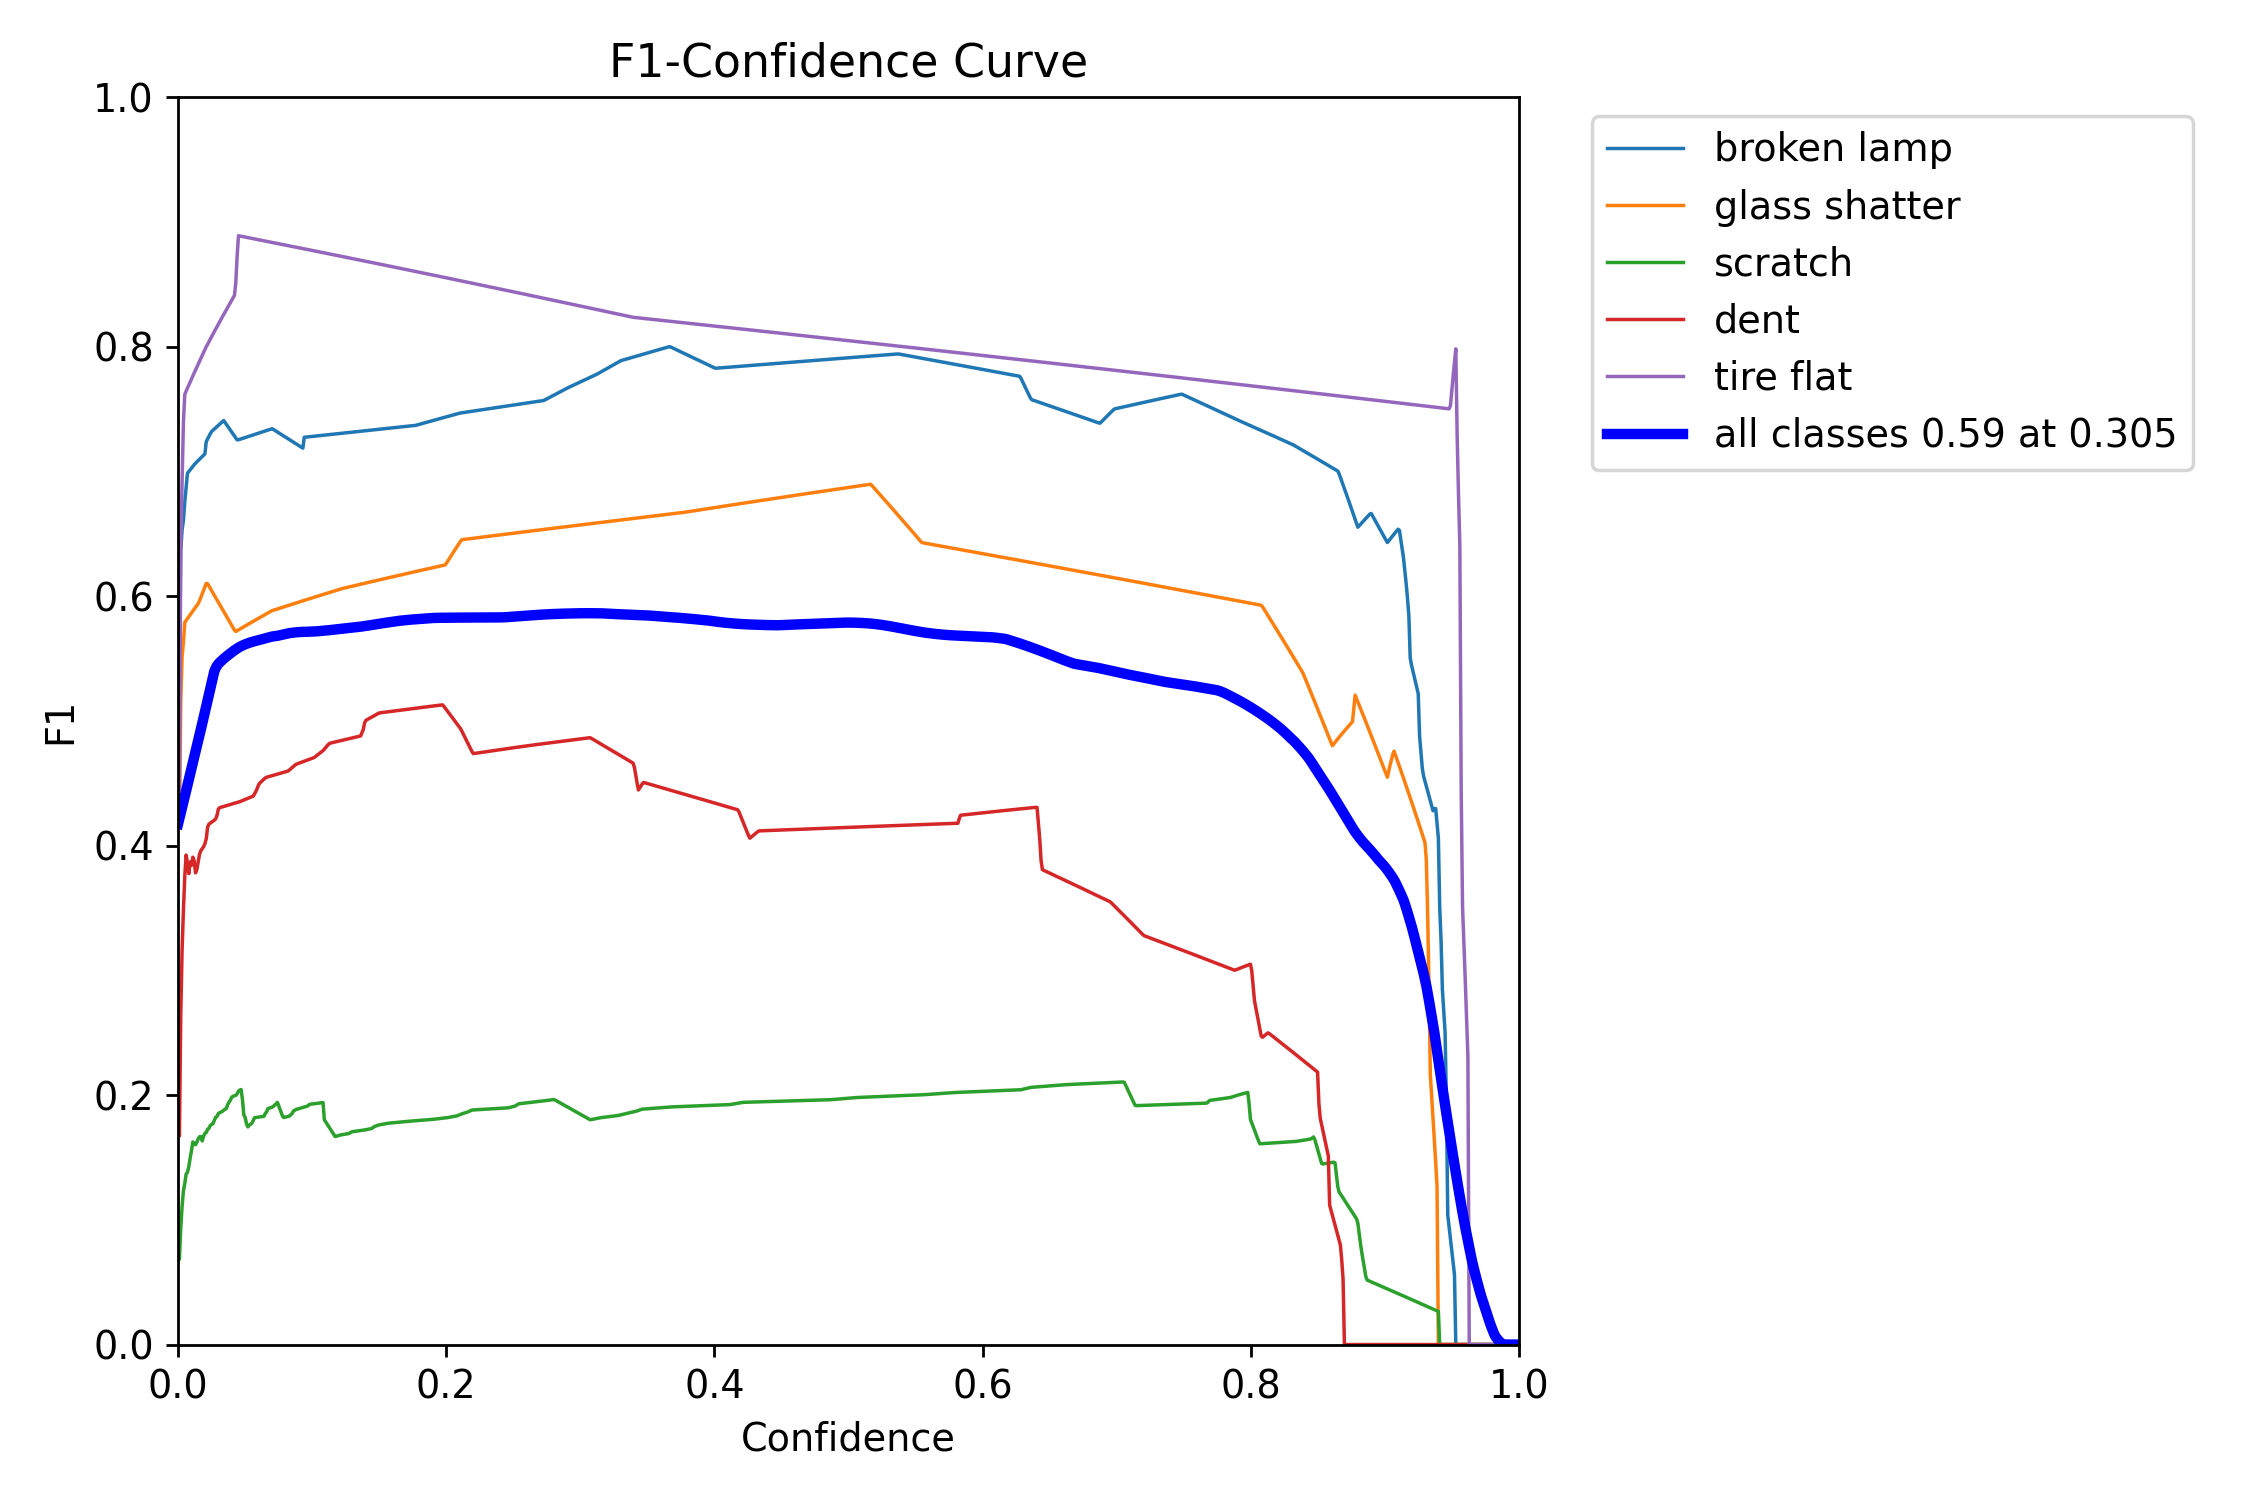 F1-Confidence Curve
1.0
0.8
0.6
0.4
0.2
0.0
F1
0.0 0.2 0.4 0.6 0.8 1.0
Confidence
broken lamp
glass shatter
scratch
dent
tire flat
all classes 0.59 at 0.305